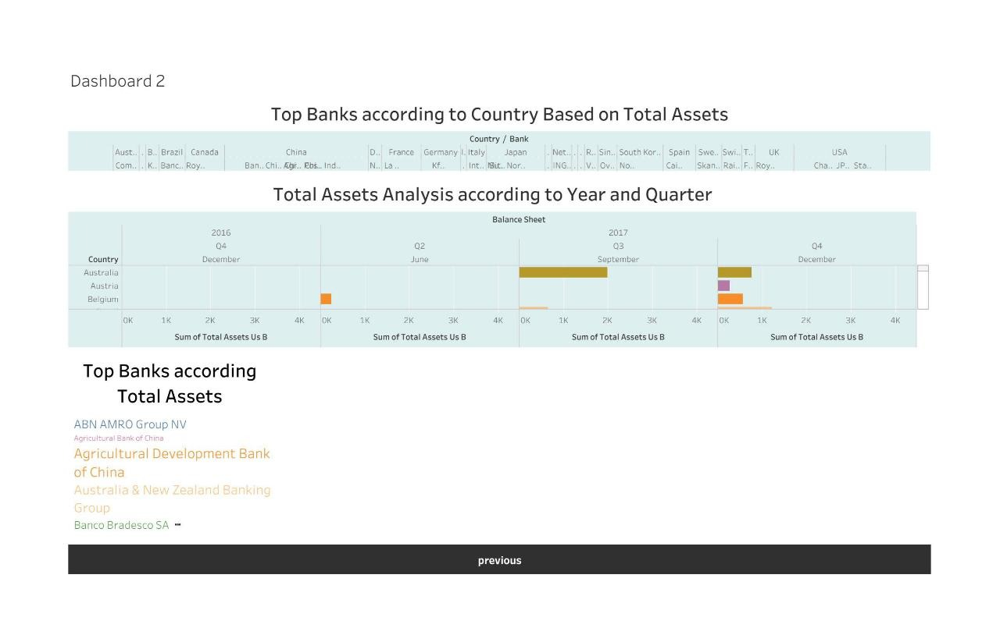 Dashboard 2
Top Banks according to Country Based on Total Assets
Country / Bank
Aust.. . B.. Brazil Canada China D.. France Germany I. Italy Japan . Net.. . . R.. Sin.. South Kor.. Spain Swe.. Swi.. T.. UK USA
Com.. . K.. Banc.. Roy.. Ban.. Chi.. Ind.. N.. La .. Kf.. . Int.. Nor.. . ING.. . . V.. Ov.. No.. Cai.. Skan.. Rai.. F.. Roy.. Cha.. JP.. Sta..
Total Assets Analysis according to Year and Quarter
Balance Sheet
2016 2017
Q4 Q2 Q3 Q4
Country December June September December
Australia
Austria
Belgium
0K 1K 2K 3K 4K 0K 1K 2K 3K 4K 0K 1K 2K 3K 4K 0K 1K 2K 3K 4K
Sum of Total Assets Us B Sum of Total Assets Us B Sum of Total Assets Us B Sum of Total Assets Us B
Top Banks according
Total Assets
ABN AMRO Group NV
Agricultural Bank of China
Agricultural Development Bank
of China
Australia & New Zealand Banking
Group
Banco Bradesco SA
previous